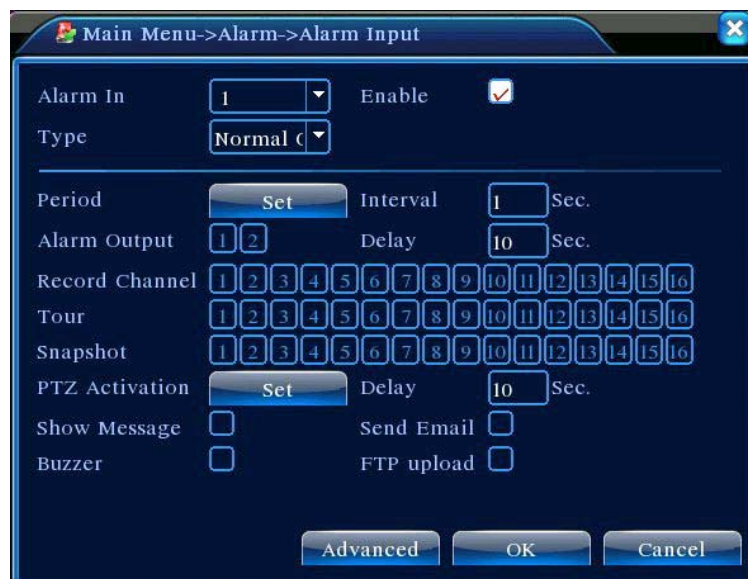 Main Menu->Alarm->Alarm Input
Alarm In 1 Enable
Type Normal
Period Set Interval 1 Sec.
Alarm Output 1 2 Delay 10 Sec.
Record Channel 1 2 3 4 5 6 7 8 9 10 11 12 13 14 15 16
Tour 1 2 3 4 5 6 7 8 9 10 11 12 13 14 15 16
Snapshot 1 2 3 4 5 6 7 8 9 10 11 12 13 14 15 16
PTZ Activation Set Delay 10 Sec.
Show Message Send Email
Buzzer FTP upload
Advanced OK Cancel